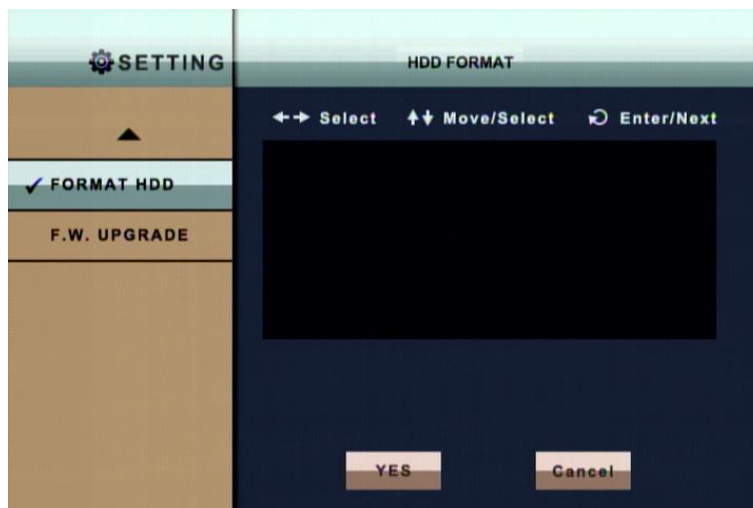 SETTING
HDD FORMAT
Select Move/Select Enter/Next
FORMAT HDD
F.W. UPGRADE
YES Cancel